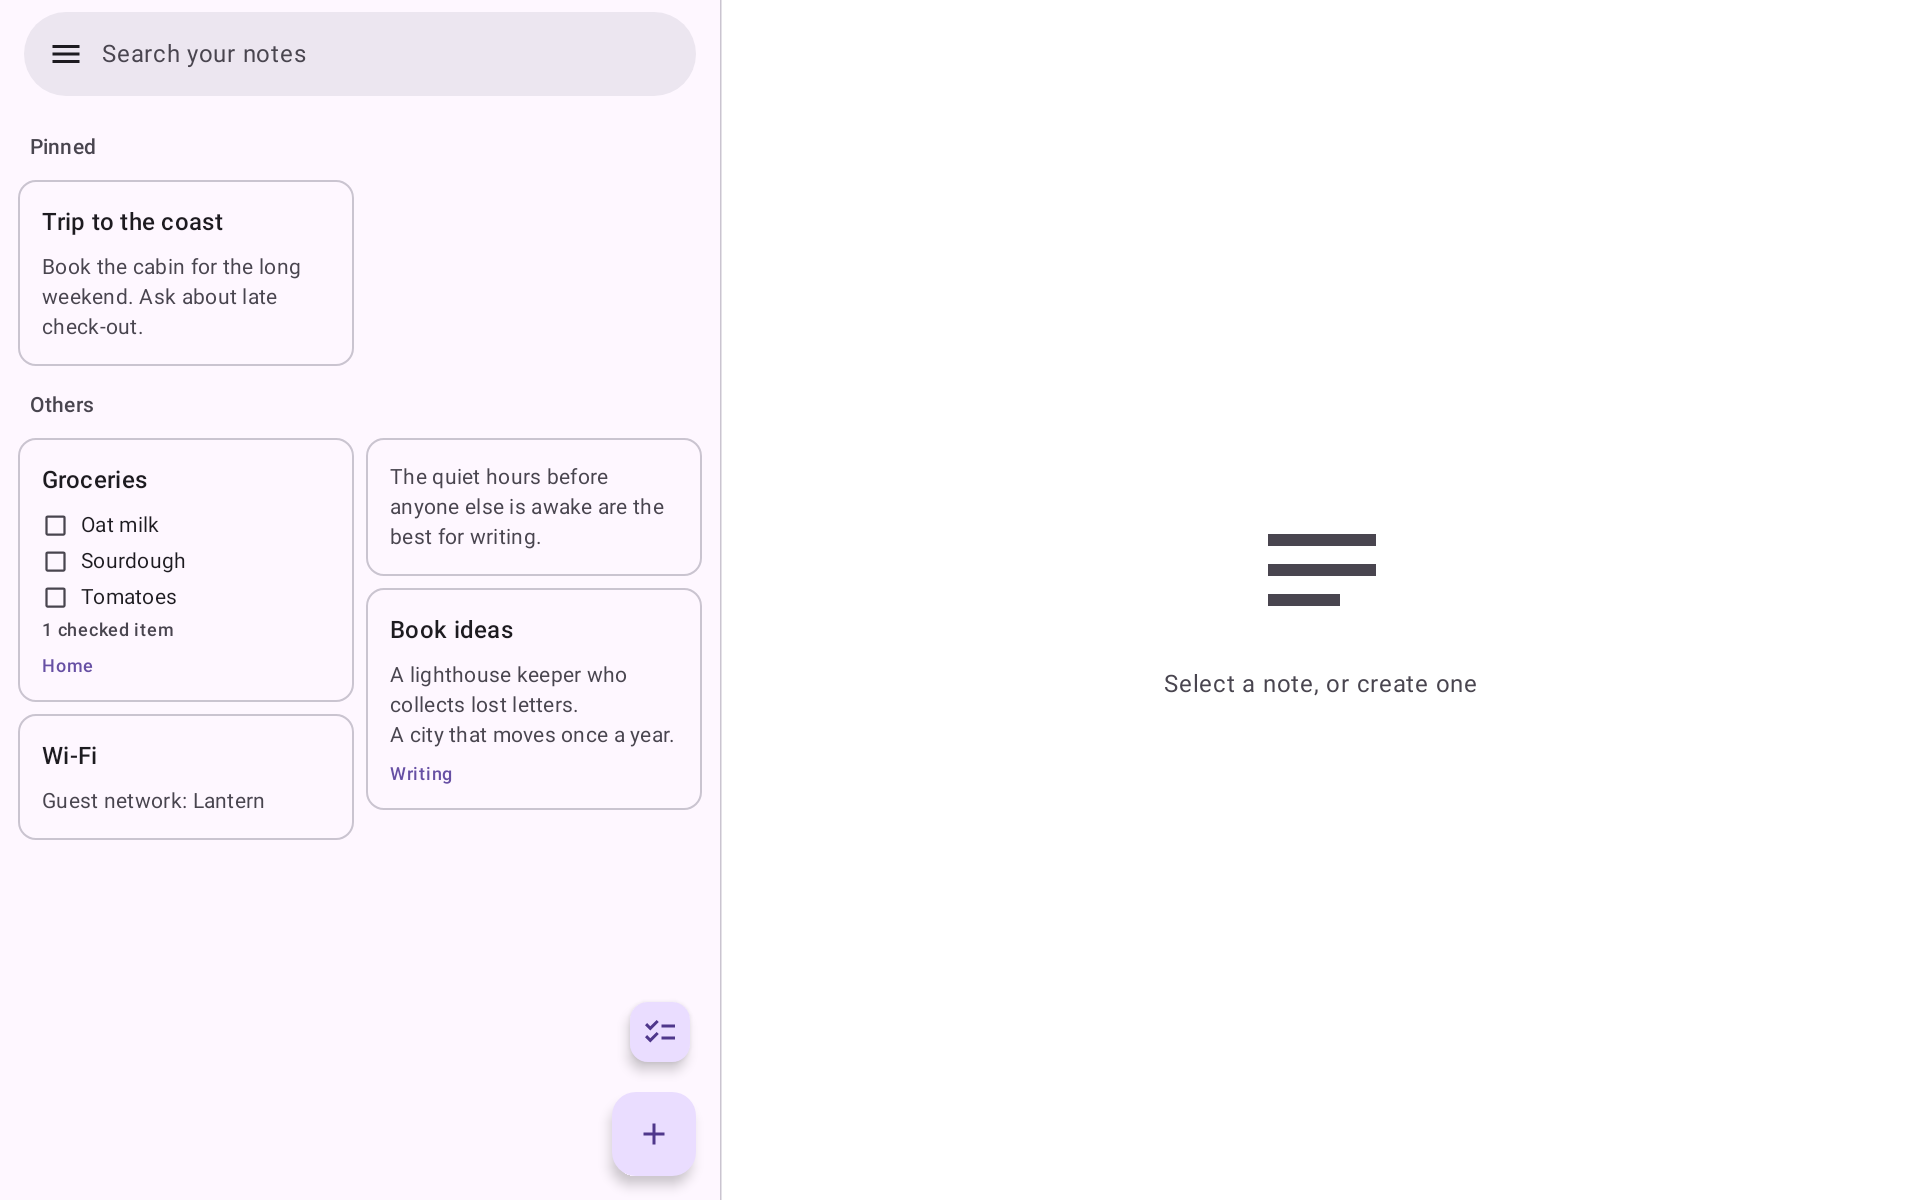 Search your notes
Pinned
Trip to the coast
Book the cabin for the long
weekend. Ask about late
check-out.
Others
Groceries
Oat milk
Sourdough
Tomatoes
1 checked item
Home
The quiet hours before
anyone else is awake are the
best for writing.
Book ideas
A lighthouse keeper who
collects lost letters.
A city that moves once a year.
Writing
Wi-Fi
Guest network: Lantern
Select a note, or create one